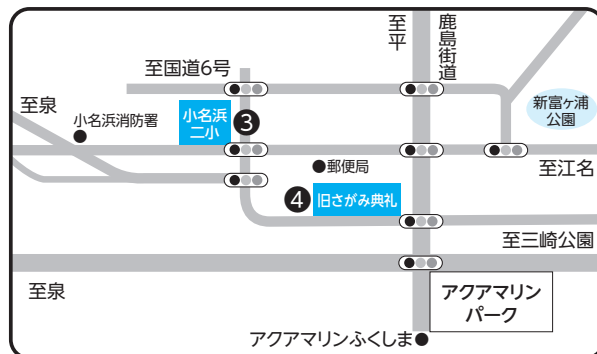 至平
鹿島街道
至国道6号
至泉
小名浜消防署
小名浜
二小
❸
新富ヶ浦
公園
●郵便局
至江名
❹
旧さがみ典礼
至三崎公園
至泉
アクアマリン
パーク
アクアマリンふくしま●